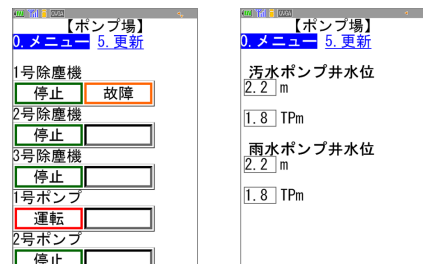 【ポンプ場】
0.メニュー 5.更新
1号除塵機
停止 故障
2号除塵機
停止
3号除塵機
停止
1号ポンプ
運転
2号ポンプ
停止
【ポンプ場】
0.メニュー 5.更新
汚水ポンプ井水位
2.2 m
1.8 TPm
雨水ポンプ井水位
2.2 m
1.8 TPm